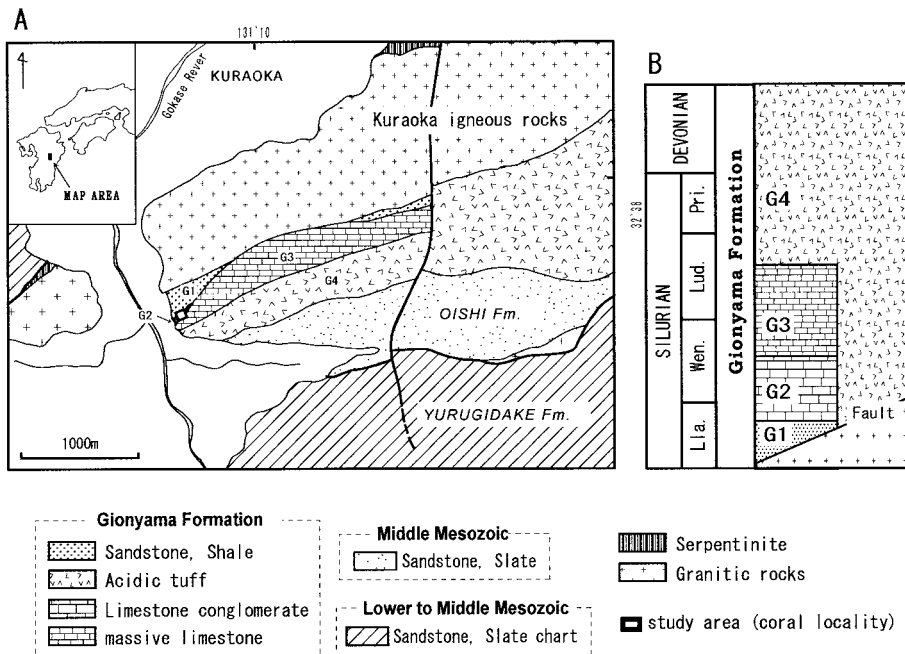 A
131°10
KURAOKA
Gokase Rever
4
MAP AREA
Kuraoka igneous rocks
32°38
G3
G1
G4
G2
OISHI Fm.
YURUGIDAKE Fm.
1000m
B
DEVONIAN
SILURIAN
Pri.
Lud.
Wen.
Lla.
Gionyama Formation
G4
G3
G2
G1
Fault
Gionyama Formation
Sandstone, Shale
Acidic tuff
Limestone conglomerate
massive limestone
Middle Mesozoic
Sandstone, Slate
Lower to Middle Mesozoic
Sandstone, Slate chart
Serpentinite
Granitic rocks
study area (coral locality)